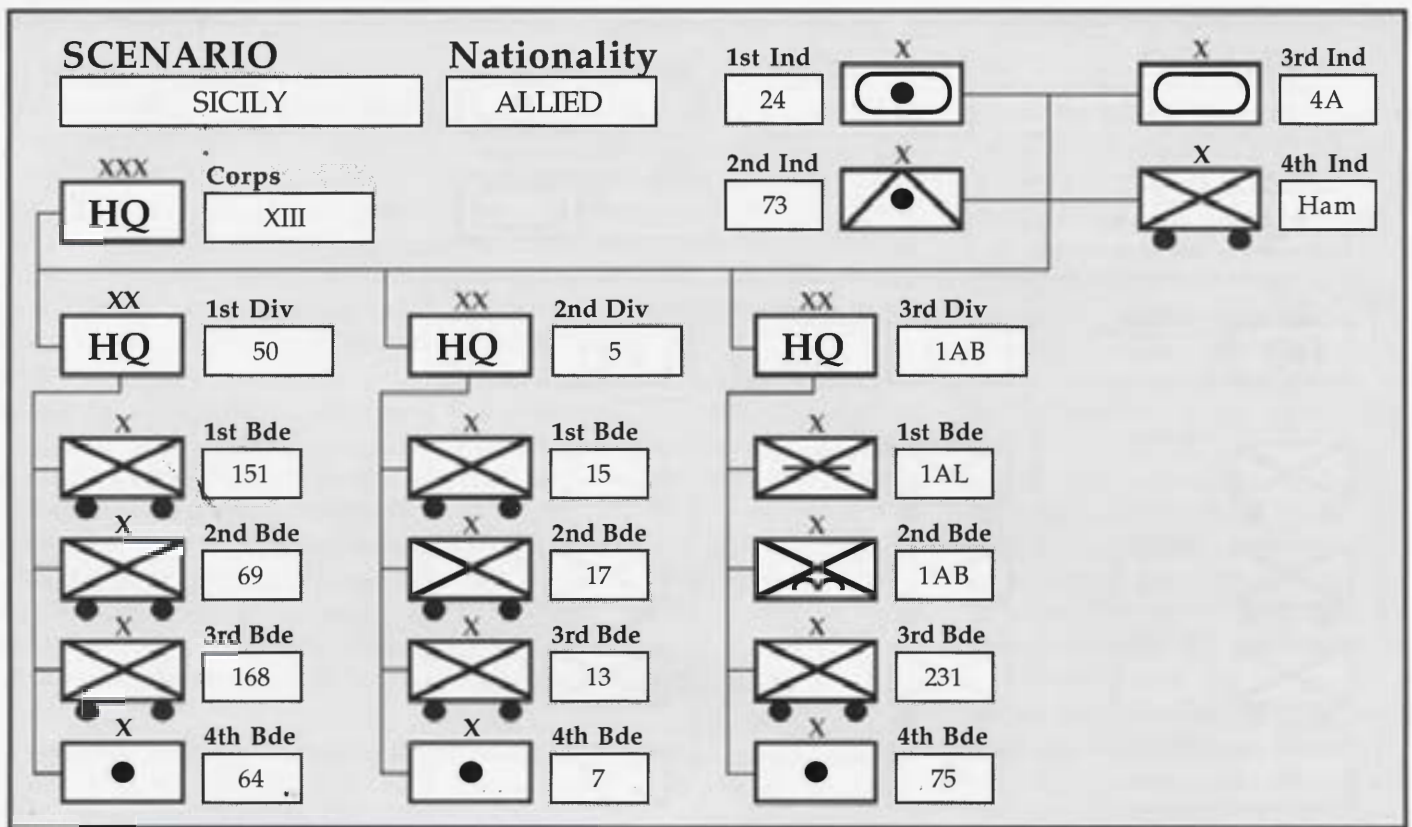 SCENARIO
SICILY
Nationality
ALLIED
1st Ind
24
X
X
3rd Ind
4A
2nd Ind
73
X
X
4th Ind
Ham
XXX
HQ
Corps
XIII
XX
HQ
1st Div
50
XX
HQ
2nd Div
5
XX
HQ
3rd Div
1AB
X
1st Bde
151
X
1st Bde
15
X
1st Bde
1AL
X
2nd Bde
69
X
2nd Bde
17
X
2nd Bde
1AB
X
3rd Bde
168
X
3rd Bde
13
X
3rd Bde
231
X
4th Bde
64
X
4th Bde
7
X
4th Bde
75